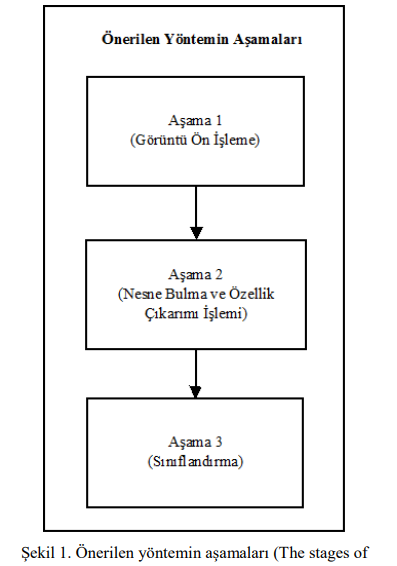 Önerilen Yöntemin Aşamaları
Aşama 1
(Görüntü Ön İşleme)
Aşama 2
(Nesne Bulma ve Özellik
Çıkarımı İşlemi)
Aşama 3
(Sınıflandırma)
Şekil 1. Önerilen yöntemin aşamaları (The stages of